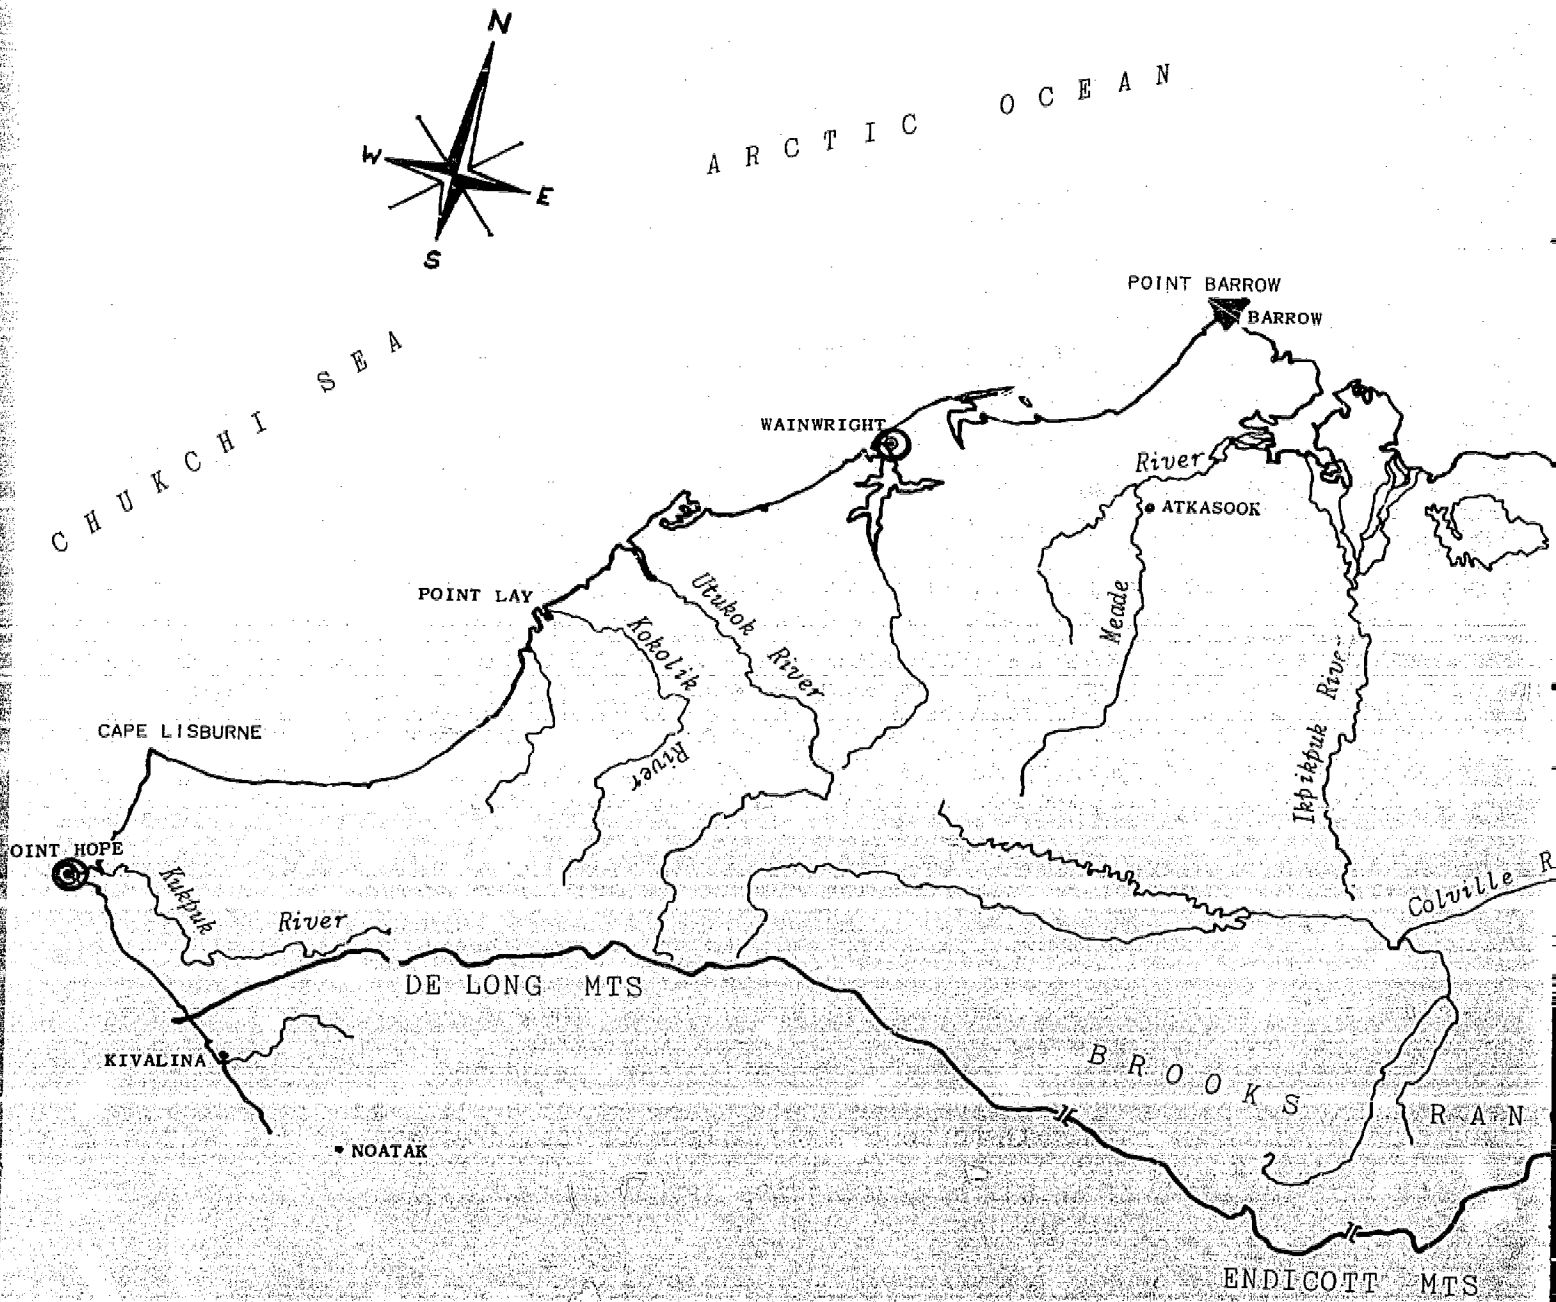 N
ARCTIC OCEAN
W
E
S
POINT BARROW
BARROW
CHUKCHI SEA
WAINWRIGHT
River
ATKASOOK
Meade
POINT LAY
Utukok River
Kokolik River
Ikpikpuk Rive
CAPE LISBURNE
OINT HOPE
Kukpuk River
Colville R
DE LONG MTS
KIVALINA
BROOKS RAN
NOATAK
ENDICOTT MTS